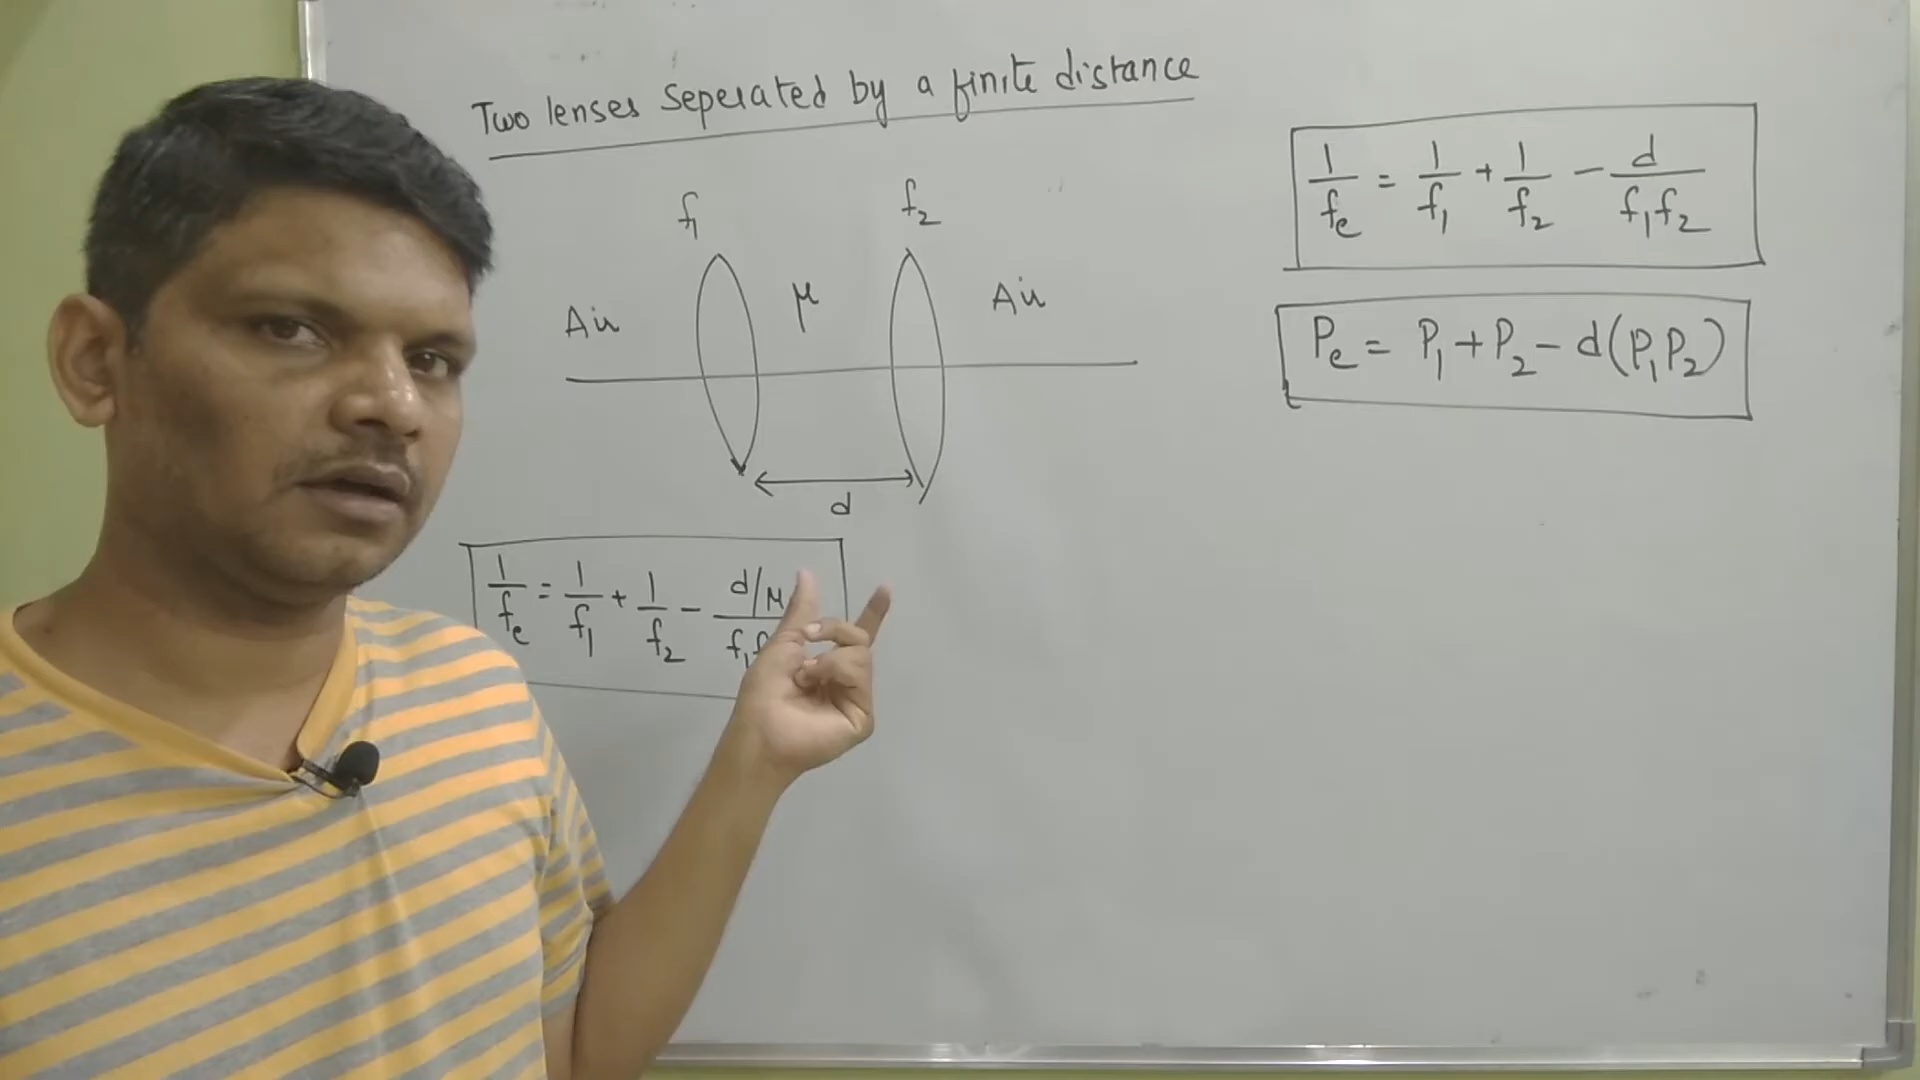 Two lenses seperated by a finite distance
f₁ f₂
Air μ Air
d
1/fe = 1/f₁ + 1/f₂ - (d/μ)/f₁f
1/fe = 1/f₁ + 1/f₂ - d/f₁f₂
Pe = P₁ + P₂ - d(P₁P₂)